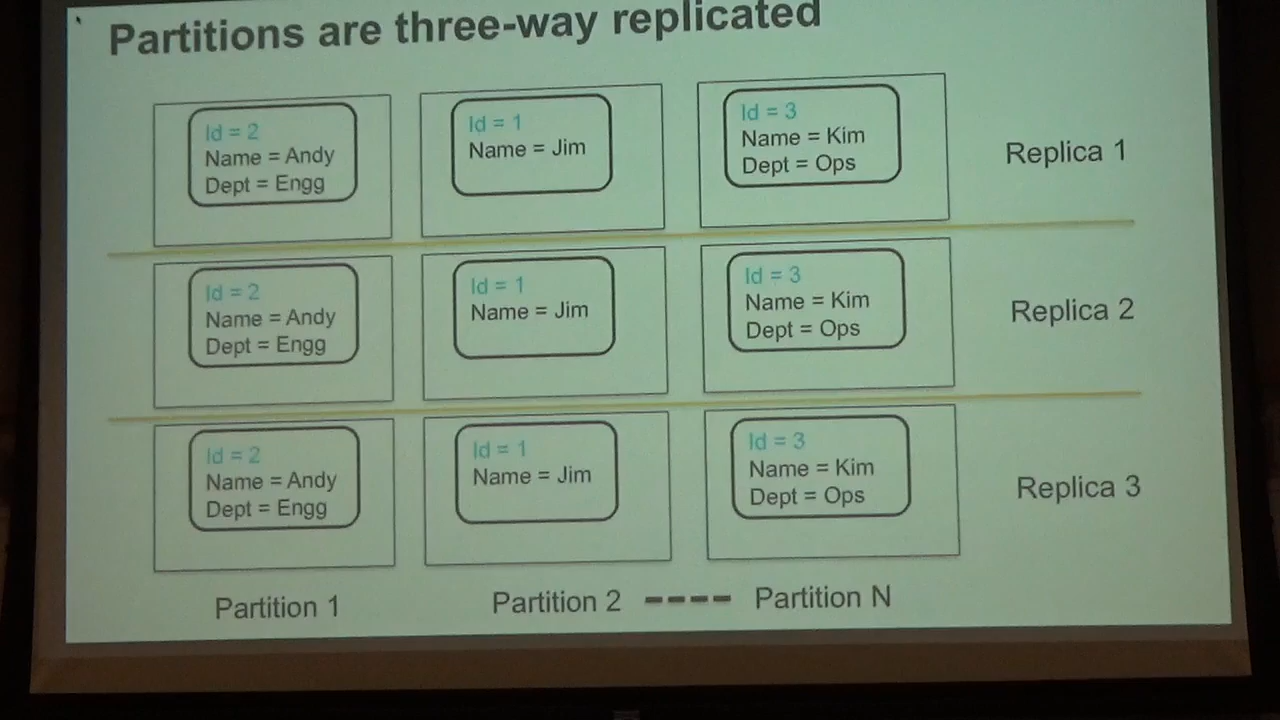 Partitions are three-way replicated
Id = 2
Name = Andy
Dept = Engg
Id = 1
Name = Jim
Id = 3
Name = Kim
Dept = Ops
Replica 1
Id = 2
Name = Andy
Dept = Engg
Id = 1
Name = Jim
Id = 3
Name = Kim
Dept = Ops
Replica 2
Id = 2
Name = Andy
Dept = Engg
Id = 1
Name = Jim
Id = 3
Name = Kim
Dept = Ops
Replica 3
Partition 1
Partition 2
Partition N